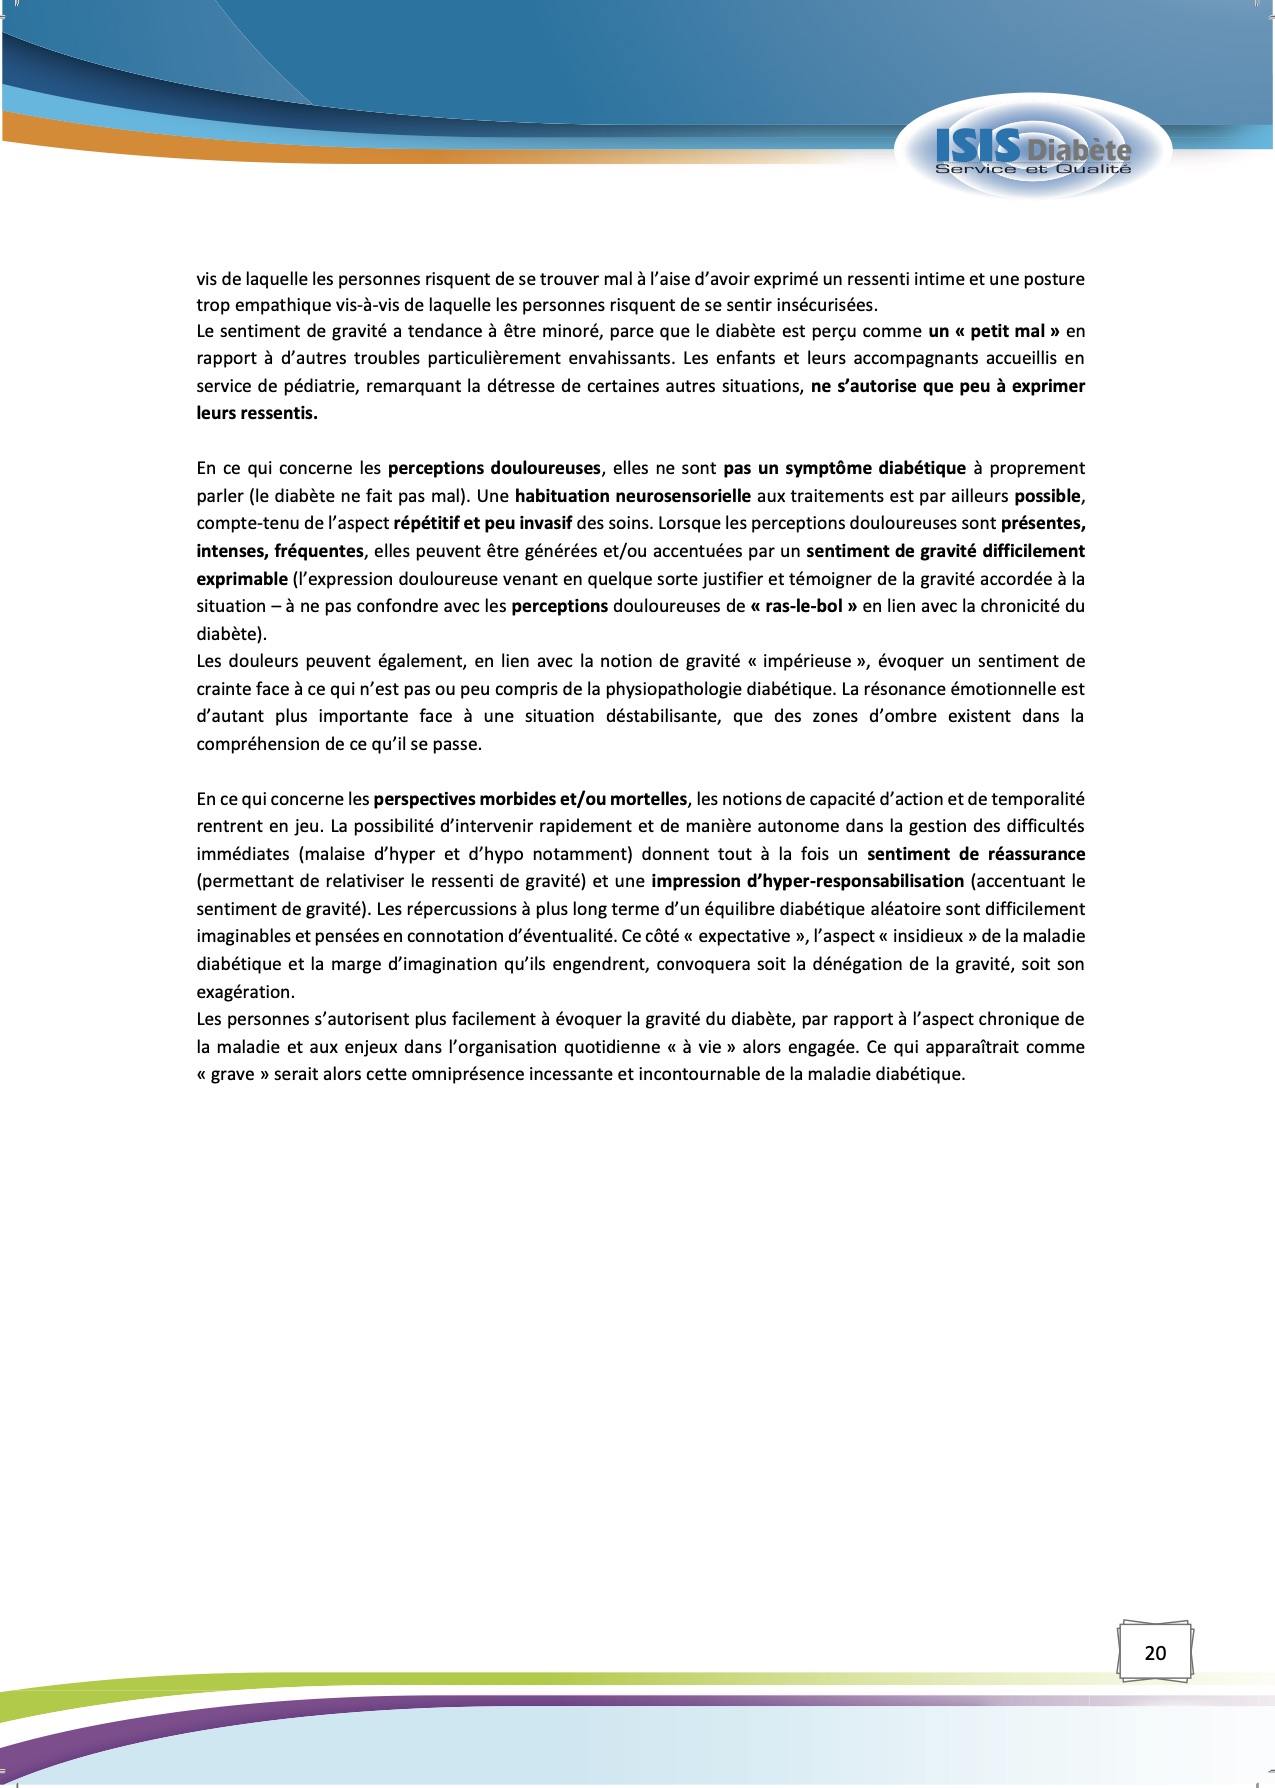 ISIS Diabète
Service et Qualité
vis de laquelle les personnes risquent de se trouver mal à l’aise d’avoir exprimé un ressenti intime et une posture
trop empathique vis-à-vis de laquelle les personnes risquent de se sentir insécurisées.
Le sentiment de gravité a tendance à être minoré, parce que le diabète est perçu comme un « petit mal » en
rapport à d’autres troubles particulièrement envahissants. Les enfants et leurs accompagnants accueillis en
service de pédiatrie, remarquant la détresse de certaines autres situations, ne s’autorise que peu à exprimer
leurs ressentis.
En ce qui concerne les perceptions douloureuses, elles ne sont pas un symptôme diabétique à proprement
parler (le diabète ne fait pas mal). Une habituation neurosensorielle aux traitements est par ailleurs possible,
compte-tenu de l’aspect répétitif et peu invasif des soins. Lorsque les perceptions douloureuses sont présentes,
intenses, fréquentes, elles peuvent être générées et/ou accentuées par un sentiment de gravité difficilement
exprimable (l’expression douloureuse venant en quelque sorte justifier et témoigner de la gravité accordée à la
situation – à ne pas confondre avec les perceptions douloureuses de « ras-le-bol » en lien avec la chronicité du
diabète).
Les douleurs peuvent également, en lien avec la notion de gravité « impérieuse », évoquer un sentiment de
crainte face à ce qui n’est pas ou peu compris de la physiopathologie diabétique. La résonance émotionnelle est
d’autant plus importante face à une situation déstabilisante, que des zones d’ombre existent dans la
compréhension de ce qu’il se passe.
En ce qui concerne les perspectives morbides et/ou mortelles, les notions de capacité d’action et de temporalité
rentrent en jeu. La possibilité d’intervenir rapidement et de manière autonome dans la gestion des difficultés
immédiates (malaise d’hyper et d’hypo notamment) donnent tout à la fois un sentiment de réassurance
(permettant de relativiser le ressenti de gravité) et une impression d’hyper-responsabilisation (accentuant le
sentiment de gravité). Les répercussions à plus long terme d’un équilibre diabétique aléatoire sont difficilement
imaginables et pensées en connotation d’éventualité. Ce côté « expectative », l’aspect « insidieux » de la maladie
diabétique et la marge d’imagination qu’ils engendrent, convoquera soit la dénégation de la gravité, soit son
exagération.
Les personnes s’autorisent plus facilement à évoquer la gravité du diabète, par rapport à l’aspect chronique de
la maladie et aux enjeux dans l’organisation quotidienne « à vie » alors engagée. Ce qui apparaîtrait comme
« grave » serait alors cette omniprésence incessante et incontournable de la maladie diabétique.
20